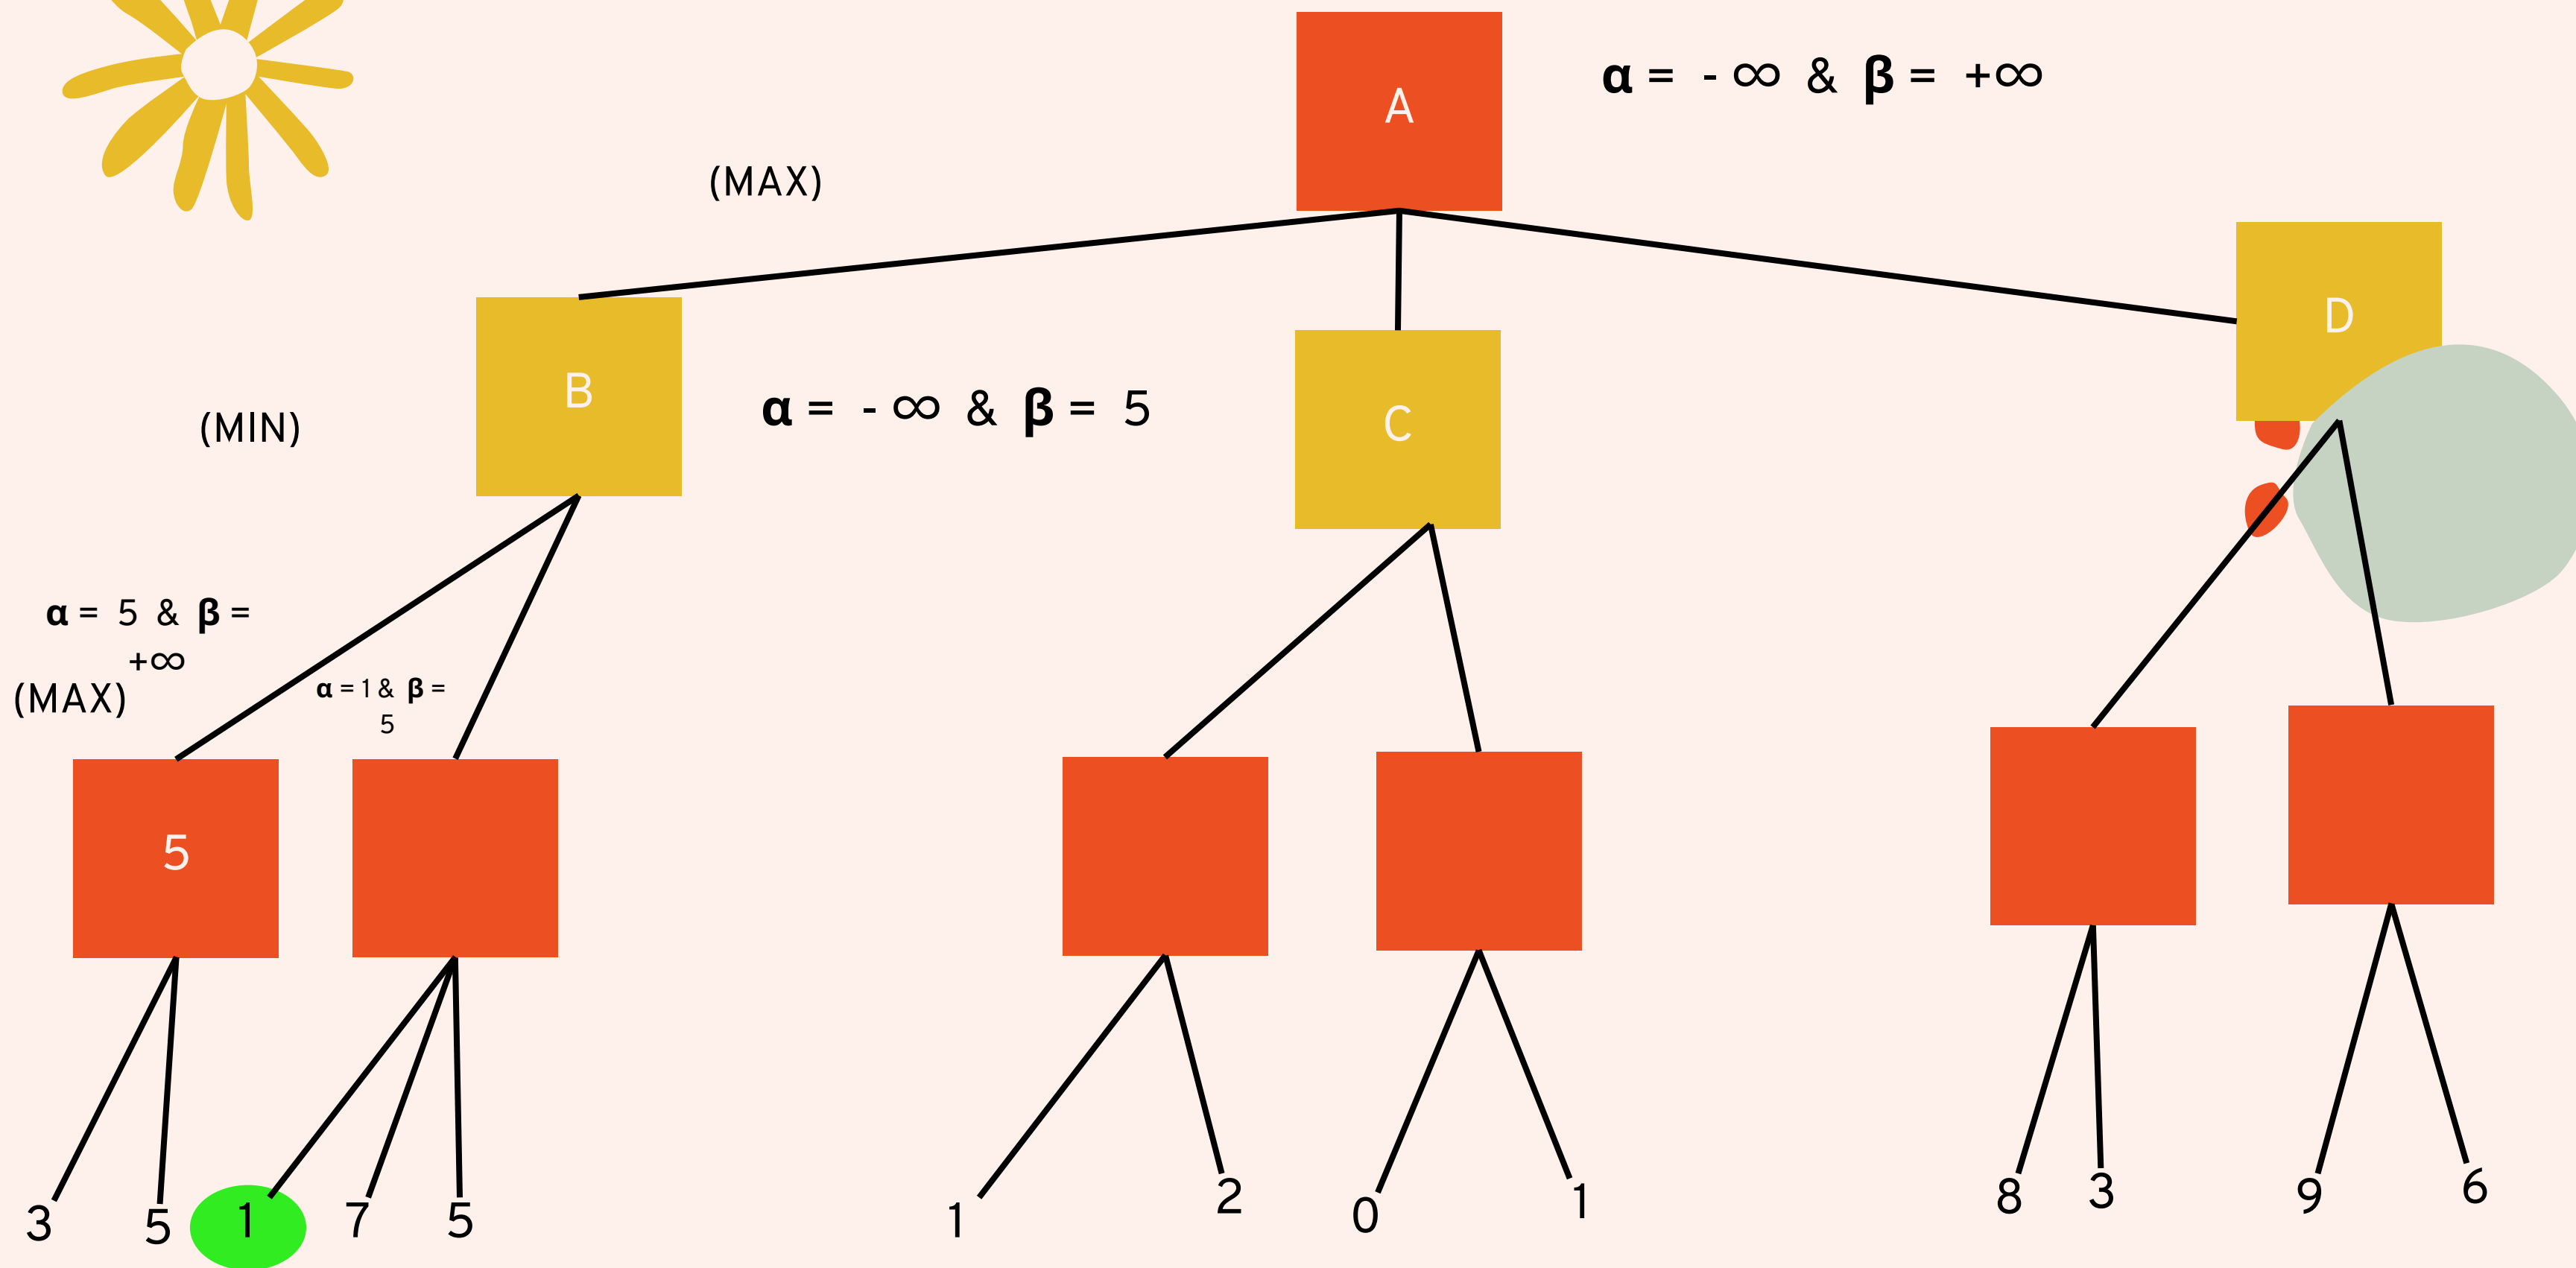 A
α = - ∞ & β = +∞
(MAX)
D
B
α = - ∞ & β = 5
C
(MIN)
α = 5 & β =
+∞
(MAX)
α = 1 & β =
5
5
3 5 1 7 5 1 2 0 1 8 3 9 6